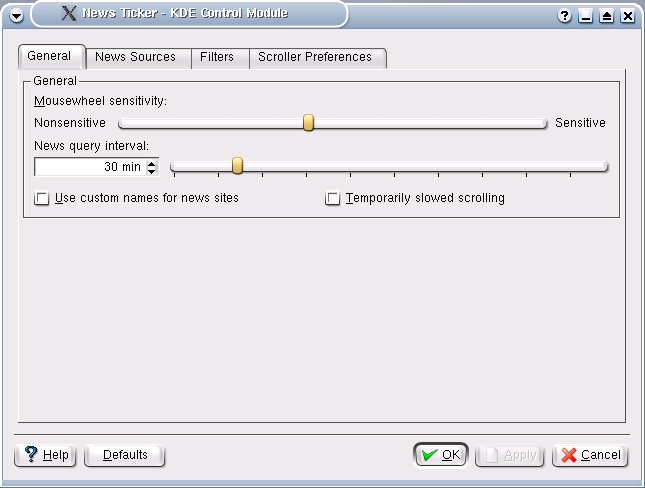 News Ticker - KDE Control Module
General News Sources Filters Scroller Preferences
General
Mousewheel sensitivity:
Nonsensitive Sensitive
News query interval:
30 min
Use custom names for news sites Temporarily slowed scrolling
Help Defaults OK Apply Cancel